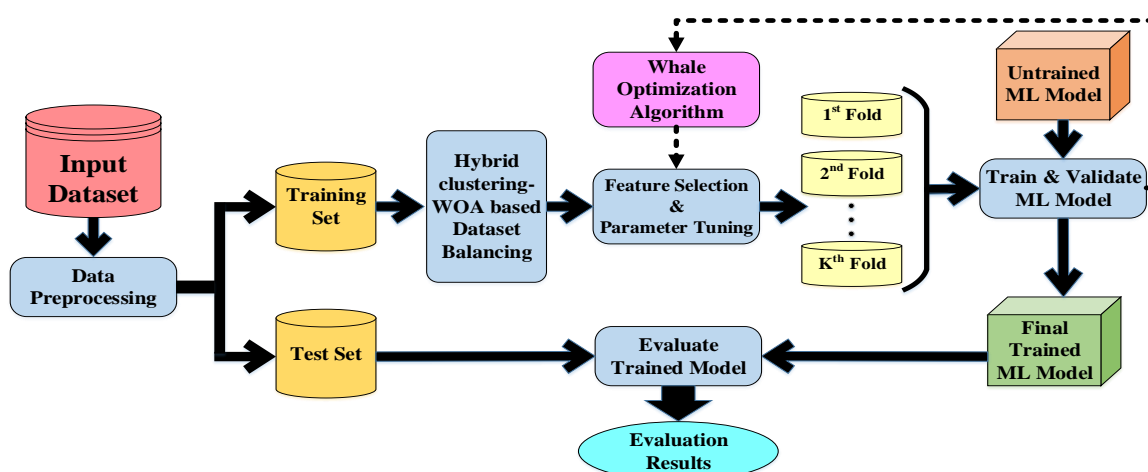 Input
Dataset
Data
Preprocessing
Training
Set
Test Set
Hybrid
clustering-
WOA based
Dataset
Balancing
Whale
Optimization
Algorithm
Feature Selection
&
Parameter Tuning
1st Fold
2nd Fold
Kth Fold
Untrained
ML Model
Train & Validate
ML Model
Final
Trained
ML Model
Evaluate
Trained Model
Evaluation
Results